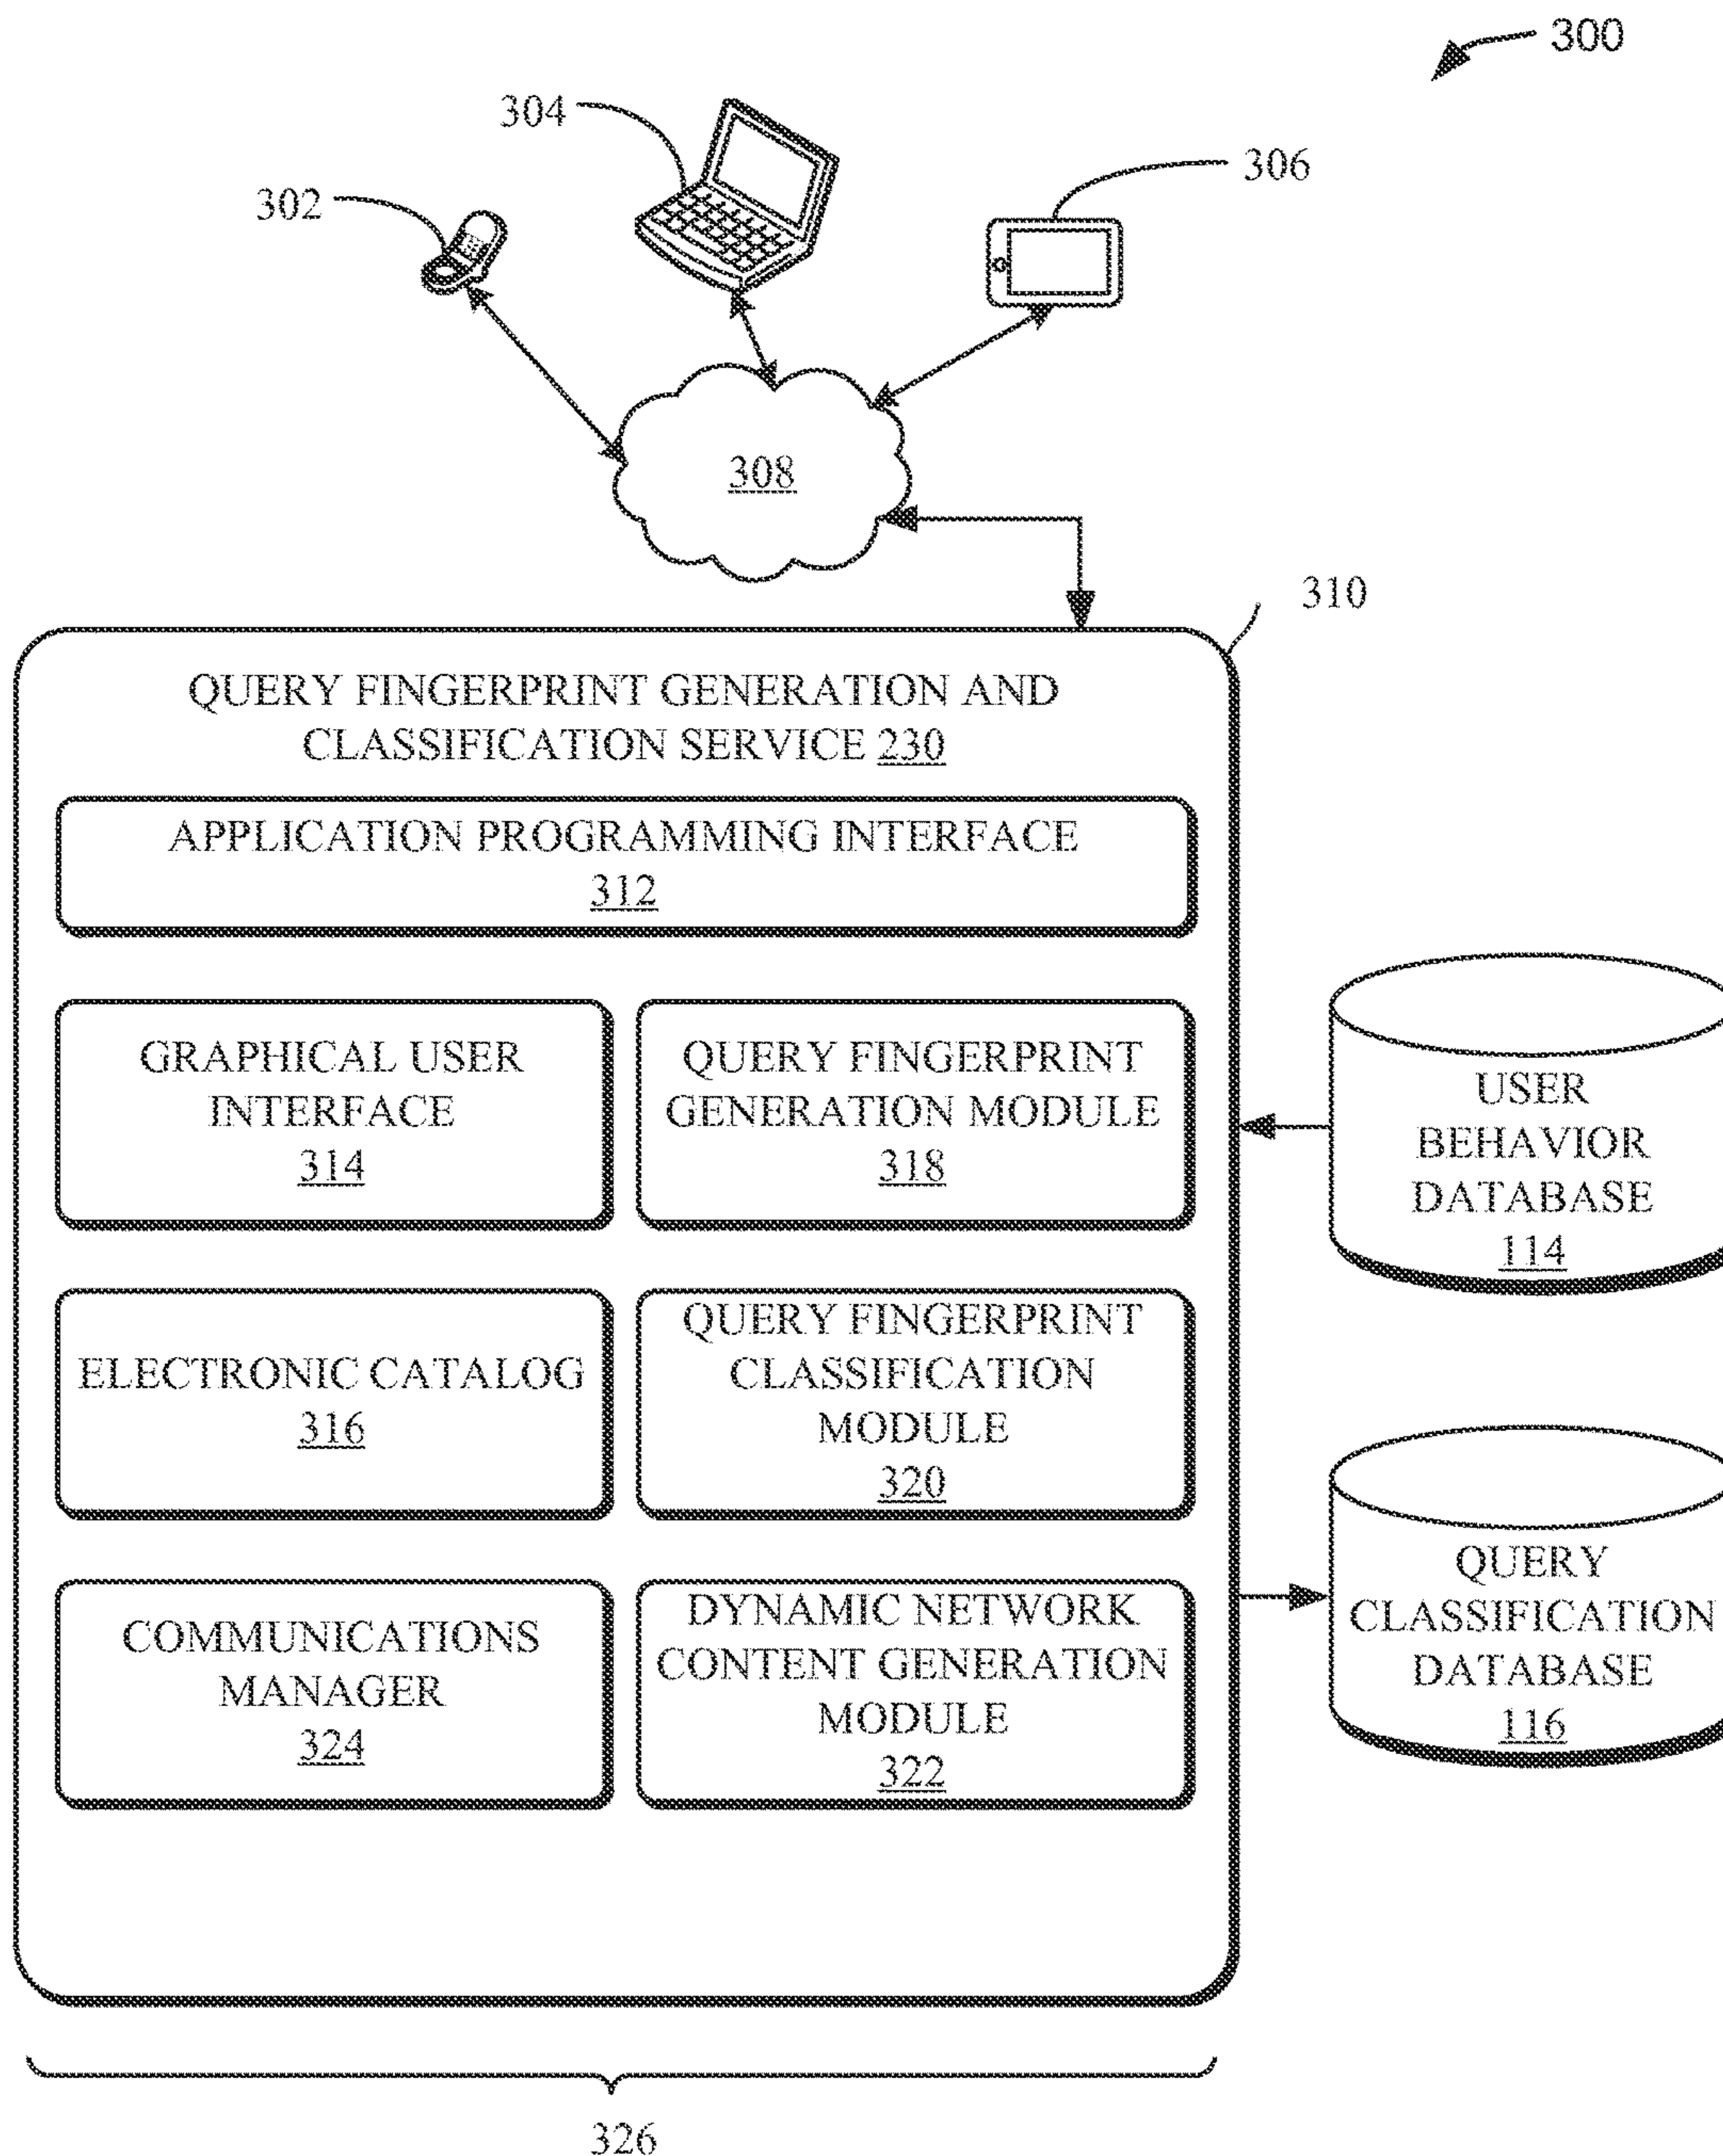 300
304
306
302
308
310
QUERY FINGERPRINT GENERATION AND
CLASSIFICATION SERVICE 230
APPLICATION PROGRAMMING INTERFACE
312
GRAPHICAL USER
INTERFACE
314
QUERY FINGERPRINT
GENERATION MODULE
318
USER
BEHAVIOR
DATABASE
114
ELECTRONIC CATALOG
316
QUERY FINGERPRINT
CLASSIFICATION
MODULE
320
QUERY
CLASSIFICATION
DATABASE
116
COMMUNICATIONS
MANAGER
324
DYNAMIC NETWORK
CONTENT GENERATION
MODULE
322
326